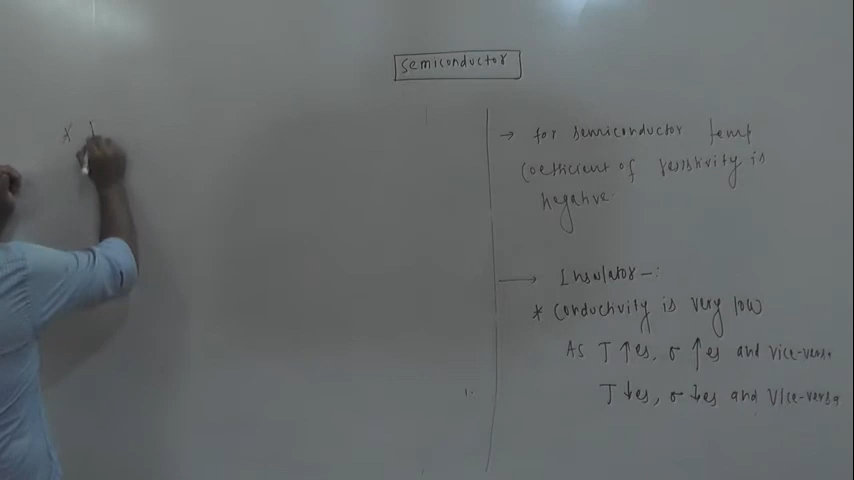 semiconductor
→ for semiconductor temp
coefficient of resistivity is
negative.
→ Insulator -:
* conductivity is very low
As T ↑es, σ ↑es and vice-versa
T ↓es, σ ↓es and vice-versa
*